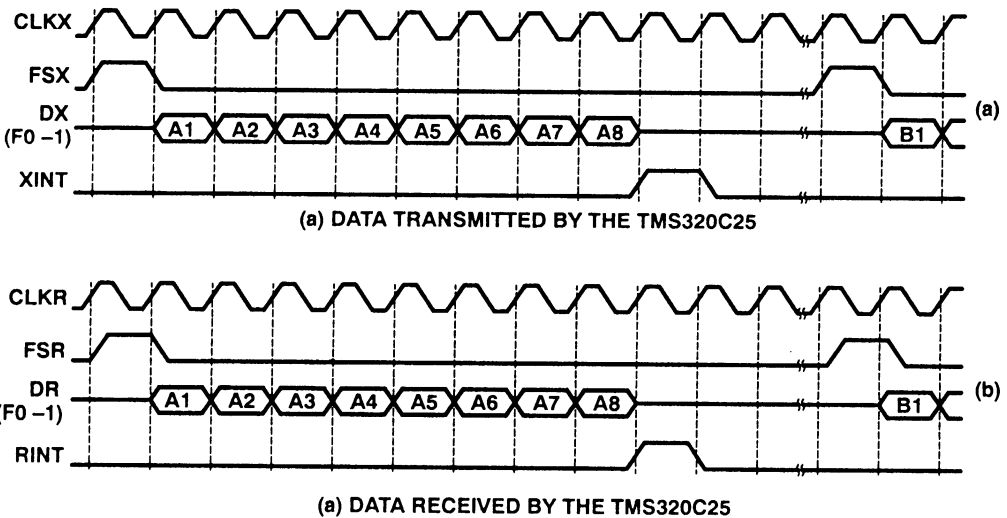 CLKX
FSX
(a)
DX
(F0 –1)
A1 A2 A3 A4 A5 A6 A7 A8 B1
XINT
(a) DATA TRANSMITTED BY THE TMS320C25
CLKR
FSR
DR
(F0 –1)
A1 A2 A3 A4 A5 A6 A7 A8 B1
(b)
RINT
(a) DATA RECEIVED BY THE TMS320C25